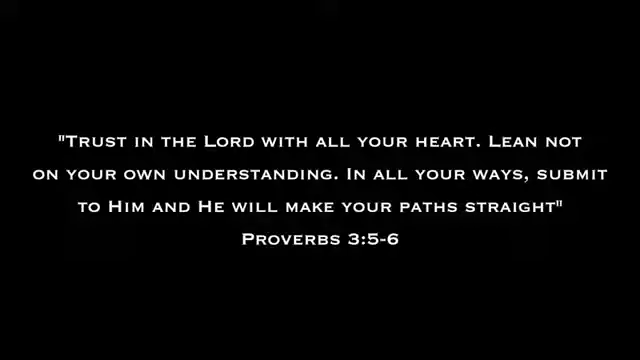 "Trust in the Lord with all your heart. Lean not
on your own understanding. In all your ways, submit
to Him and He will make your paths straight"
Proverbs 3:5-6